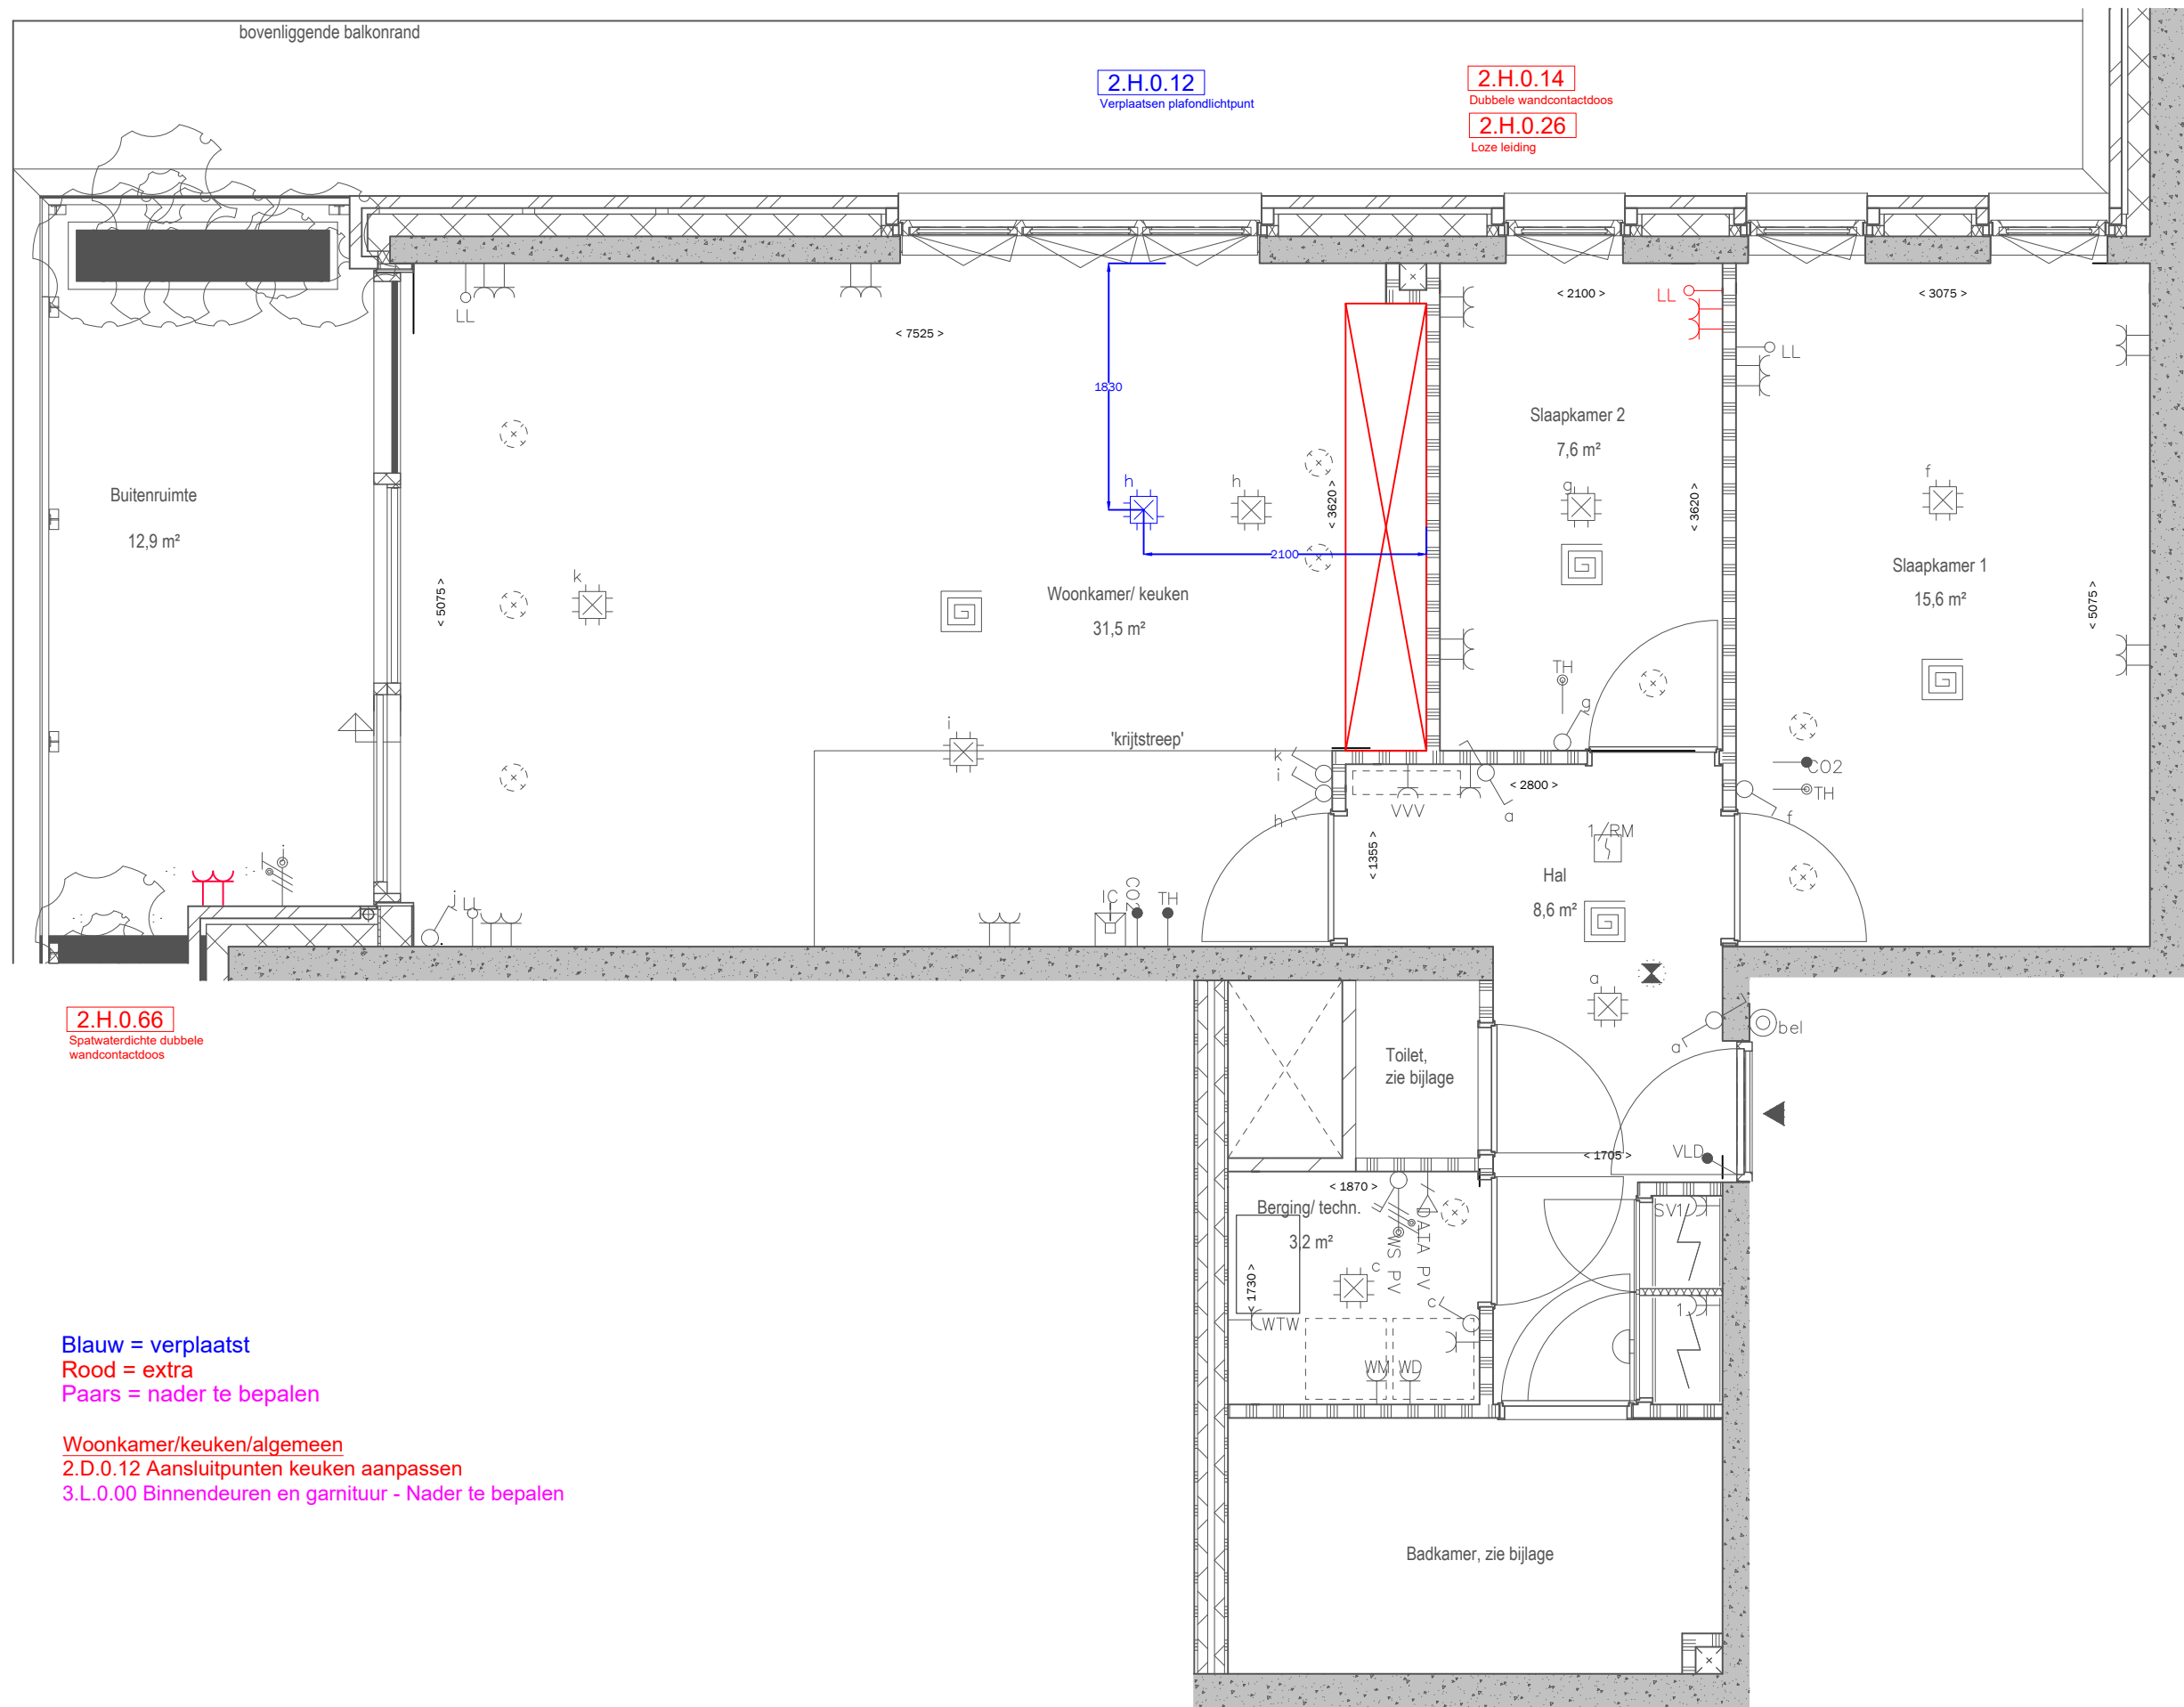 bovenliggende balkonrand
2.H.0.12
Verplaatsen plafondlichtpunt
2.H.0.14
Dubbele wandcontactdoos
2.H.0.26
Loze leiding
LL
< 7525 >
< 2100 >
LL
< 3075 >
LL
1830
Slaapkamer 2
7,6 m²
Buitenruimte
12,9 m²
h
h
< 3620 >
g
< 3620 >
f
2100
k
< 5075 >
Woonkamer/ keuken
31,5 m²
Slaapkamer 1
15,6 m²
< 5075 >
TH
g
i
'krijtstreep'
k
i
h
VVV
a
< 2800 >
CO2
TH
f
< 1355 >
1/RM
Hal
8,6 m²
i
j
LL
IC
CO2
TH
a
a
bel
2.H.0.66
Spatwaterdichte dubbele
wandcontactdoos
Toilet,
zie bijlage
< 1705 >
VLD
< 1870 >
Berging/ techn.
3,2 m²
WS PV
DATA PV
SV1
< 1730 >
c
c
WTW
1
WM
WD
Blauw = verplaatst
Rood = extra
Paars = nader te bepalen
Woonkamer/keuken/algemeen
2.D.0.12 Aansluitpunten keuken aanpassen
3.L.0.00 Binnendeuren en garnituur - Nader te bepalen
Badkamer, zie bijlage